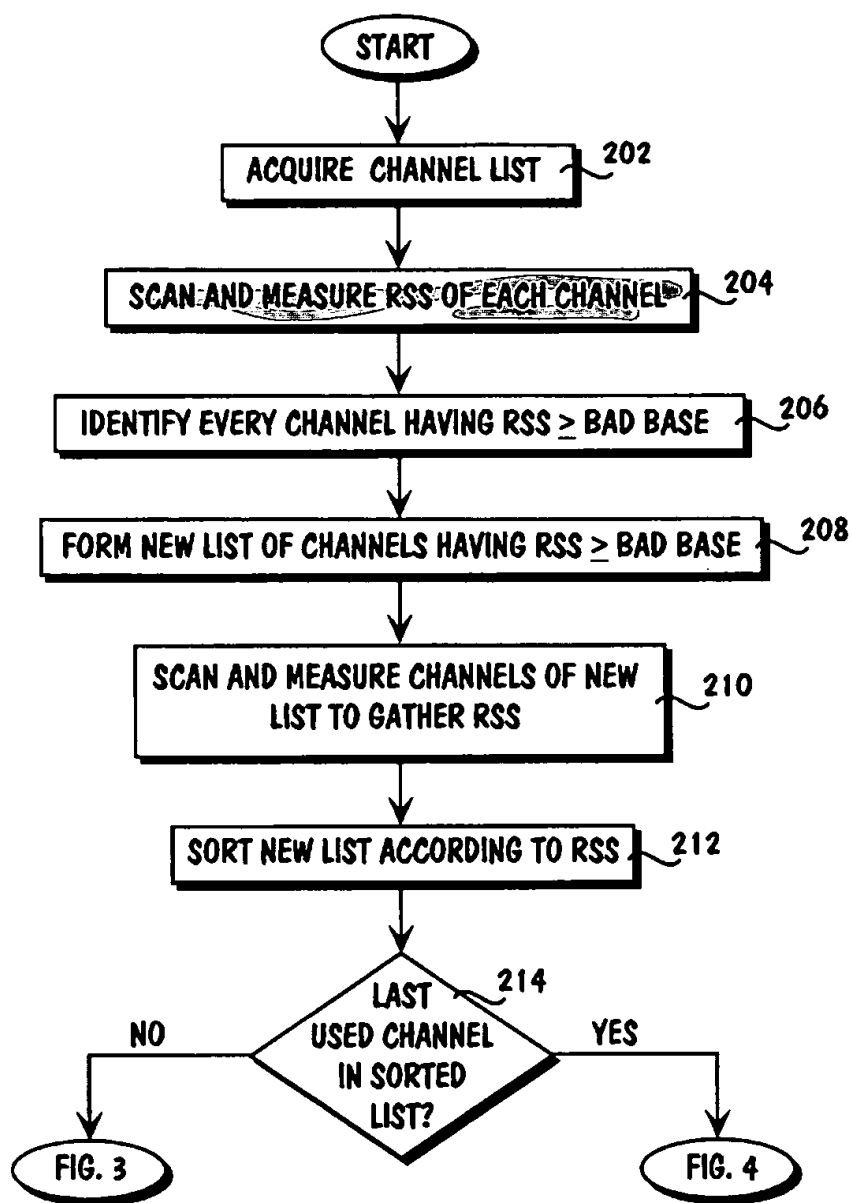 START
ACQUIRE CHANNEL LIST
202
SCAN AND MEASURE RSS OF EACH CHANNEL
204
IDENTIFY EVERY CHANNEL HAVING RSS ≥ BAD BASE
206
FORM NEW LIST OF CHANNELS HAVING RSS ≥ BAD BASE
208
SCAN AND MEASURE CHANNELS OF NEW
LIST TO GATHER RSS
210
SORT NEW LIST ACCORDING TO RSS
212
LAST
USED CHANNEL
IN SORTED
LIST?
214
NO
YES
FIG. 3
FIG. 4